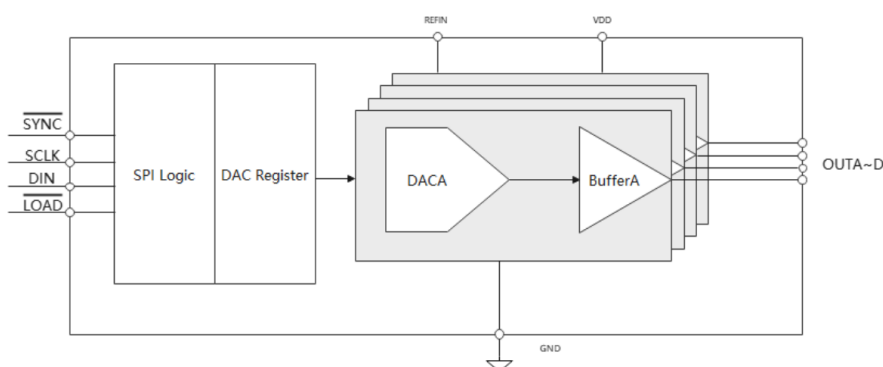 REFIN
VDD
SYNC
SCLK
DIN
LOAD
SPI Logic
DAC Register
DACA
BufferA
OUTA~D
GND